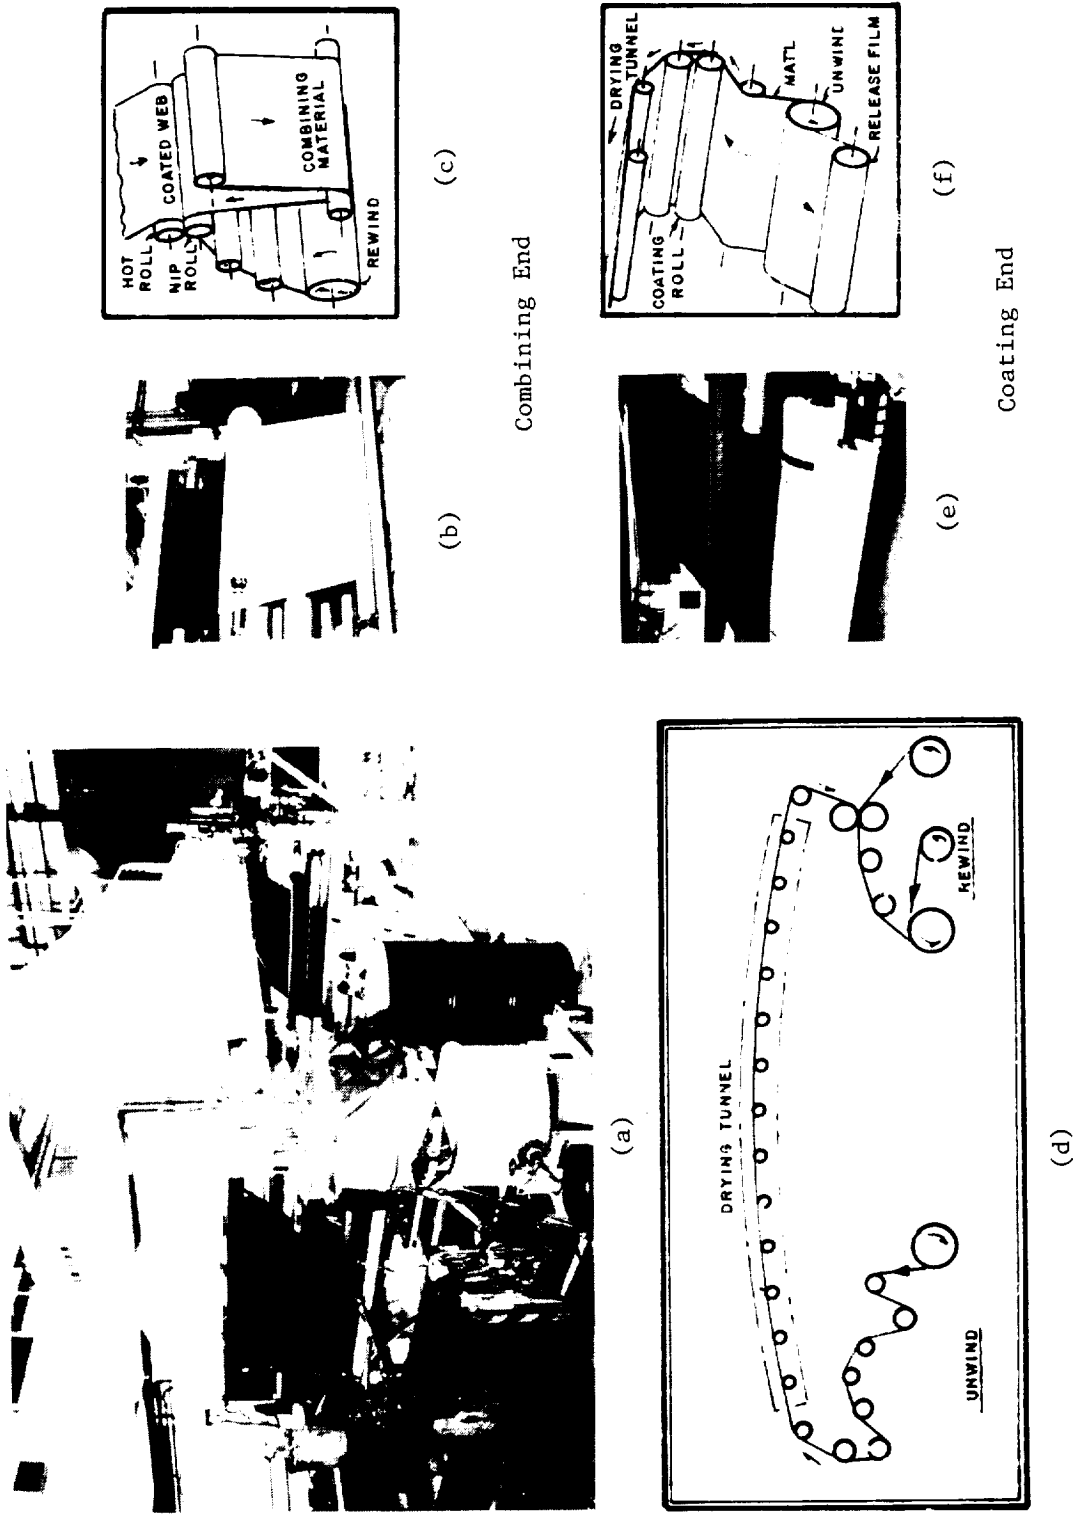 (a)
(b)
HOT
ROLL
NIP
ROLL
COATED WEB
COMBINING
MATERIAL
REWIND
(c)
Combining End
DRYING TUNNEL
UNWIND
REWIND
(d)
(e)
DRYING
TUNNEL
COATING
ROLL
MATL
UNWIND
RELEASE FILM
(f)
Coating End